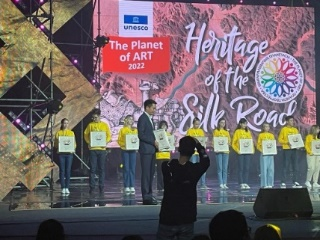 unesco
The Planet
of ART
2022
Heritage
of the
Silk Road